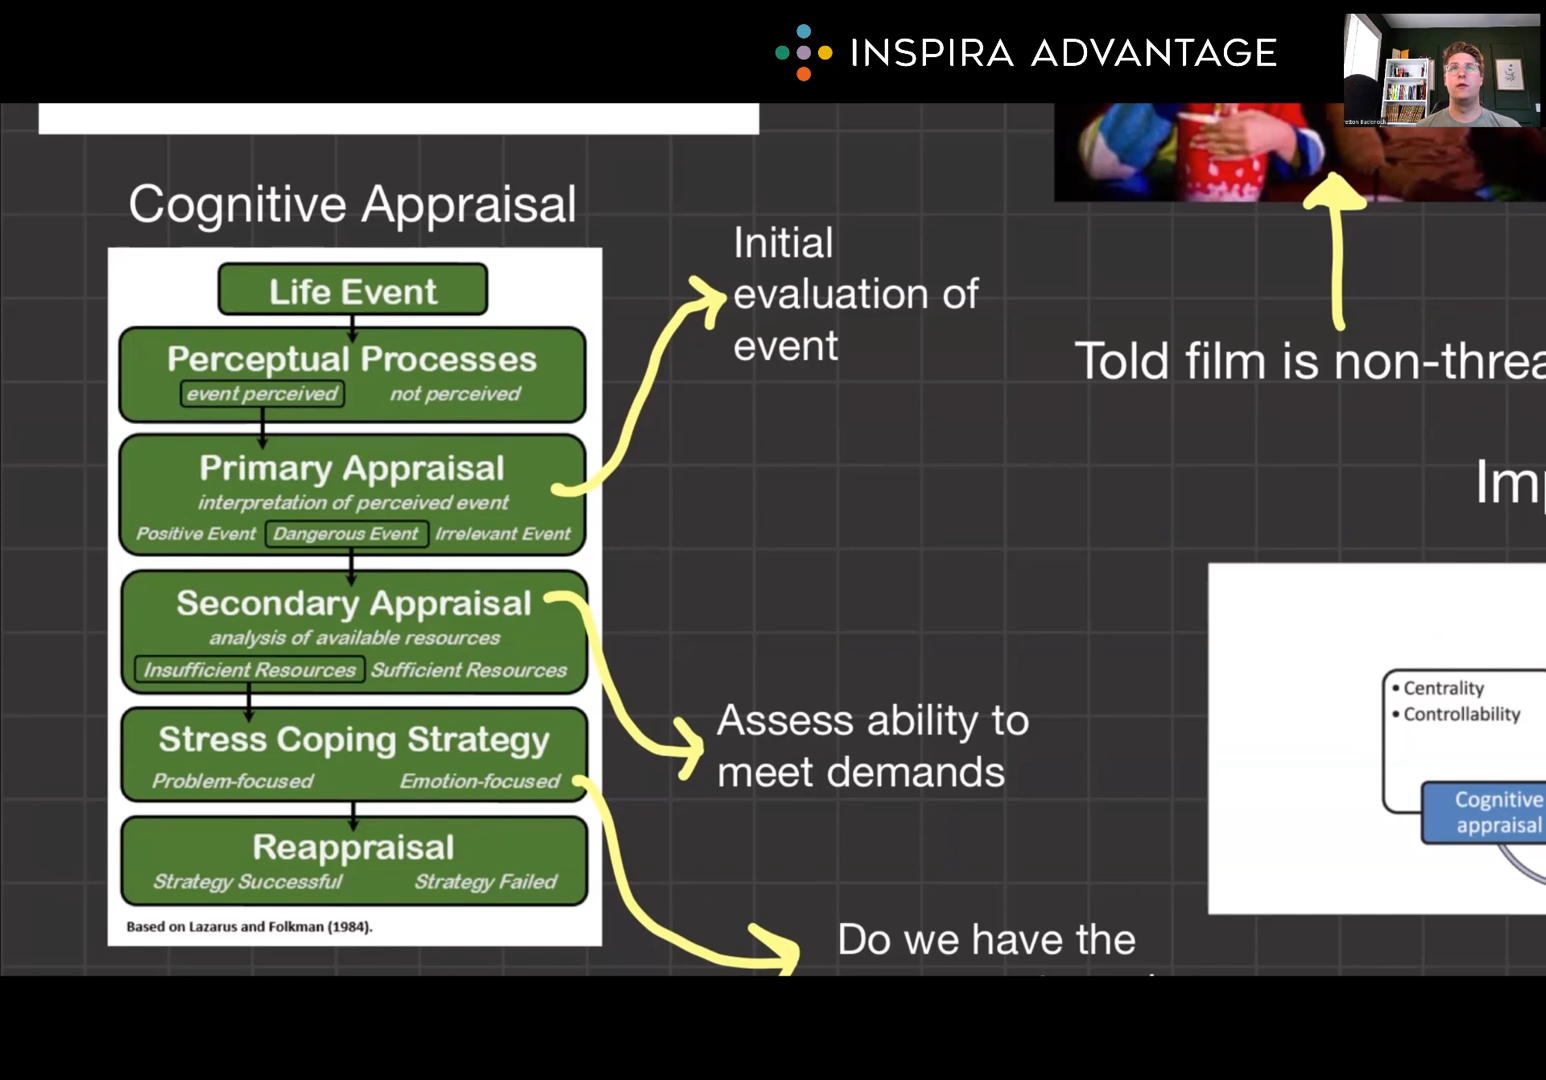 INSPIRA ADVANTAGE
Cognitive Appraisal
Life Event
Perceptual Processes
event perceived not perceived
Primary Appraisal
interpretation of perceived event
Positive Event Dangerous Event Irrelevant Event
Secondary Appraisal
analysis of available resources
Insufficient Resources Sufficient Resources
Stress Coping Strategy
Problem-focused Emotion-focused
Reappraisal
Strategy Successful Strategy Failed
Based on Lazarus and Folkman (1984).
Initial
evaluation of
event
Assess ability to
meet demands
Do we have the
Told film is non-threa
Imp
• Centrality
• Controllability
Cognitive
appraisal